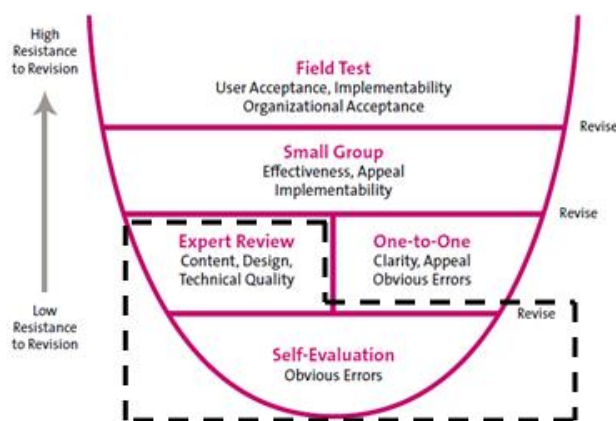 High
Resistance
to Revision
Field Test
User Acceptance, Implementability
Organizational Acceptance
Revise
Small Group
Effectiveness, Appeal
Implementability
Revise
Expert Review
Content, Design,
Technical Quality
One-to-One
Clarity, Appeal
Obvious Errors
Low
Resistance
to Revision
Revise
Self-Evaluation
Obvious Errors